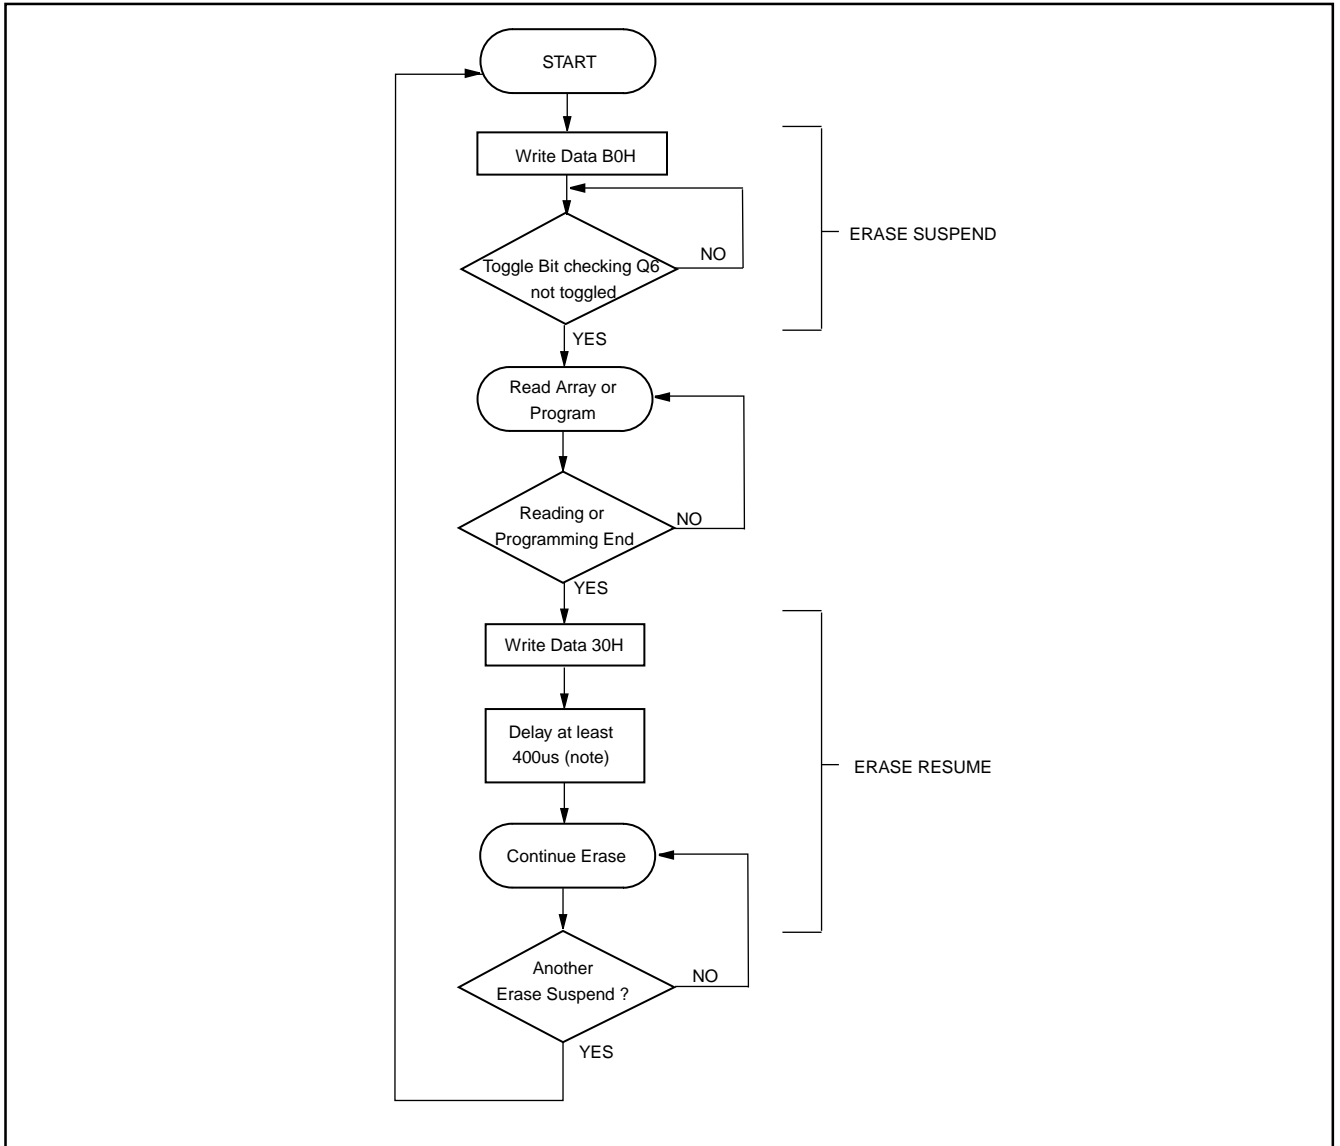 START
Write Data B0H
ERASE SUSPEND
NO
Toggle Bit checking Q6
not toggled
YES
Read Array or
Program
Reading or
Programming End
NO
YES
Write Data 30H
Delay at least
400us (note)
ERASE RESUME
Continue Erase
Another
Erase Suspend ?
NO
YES